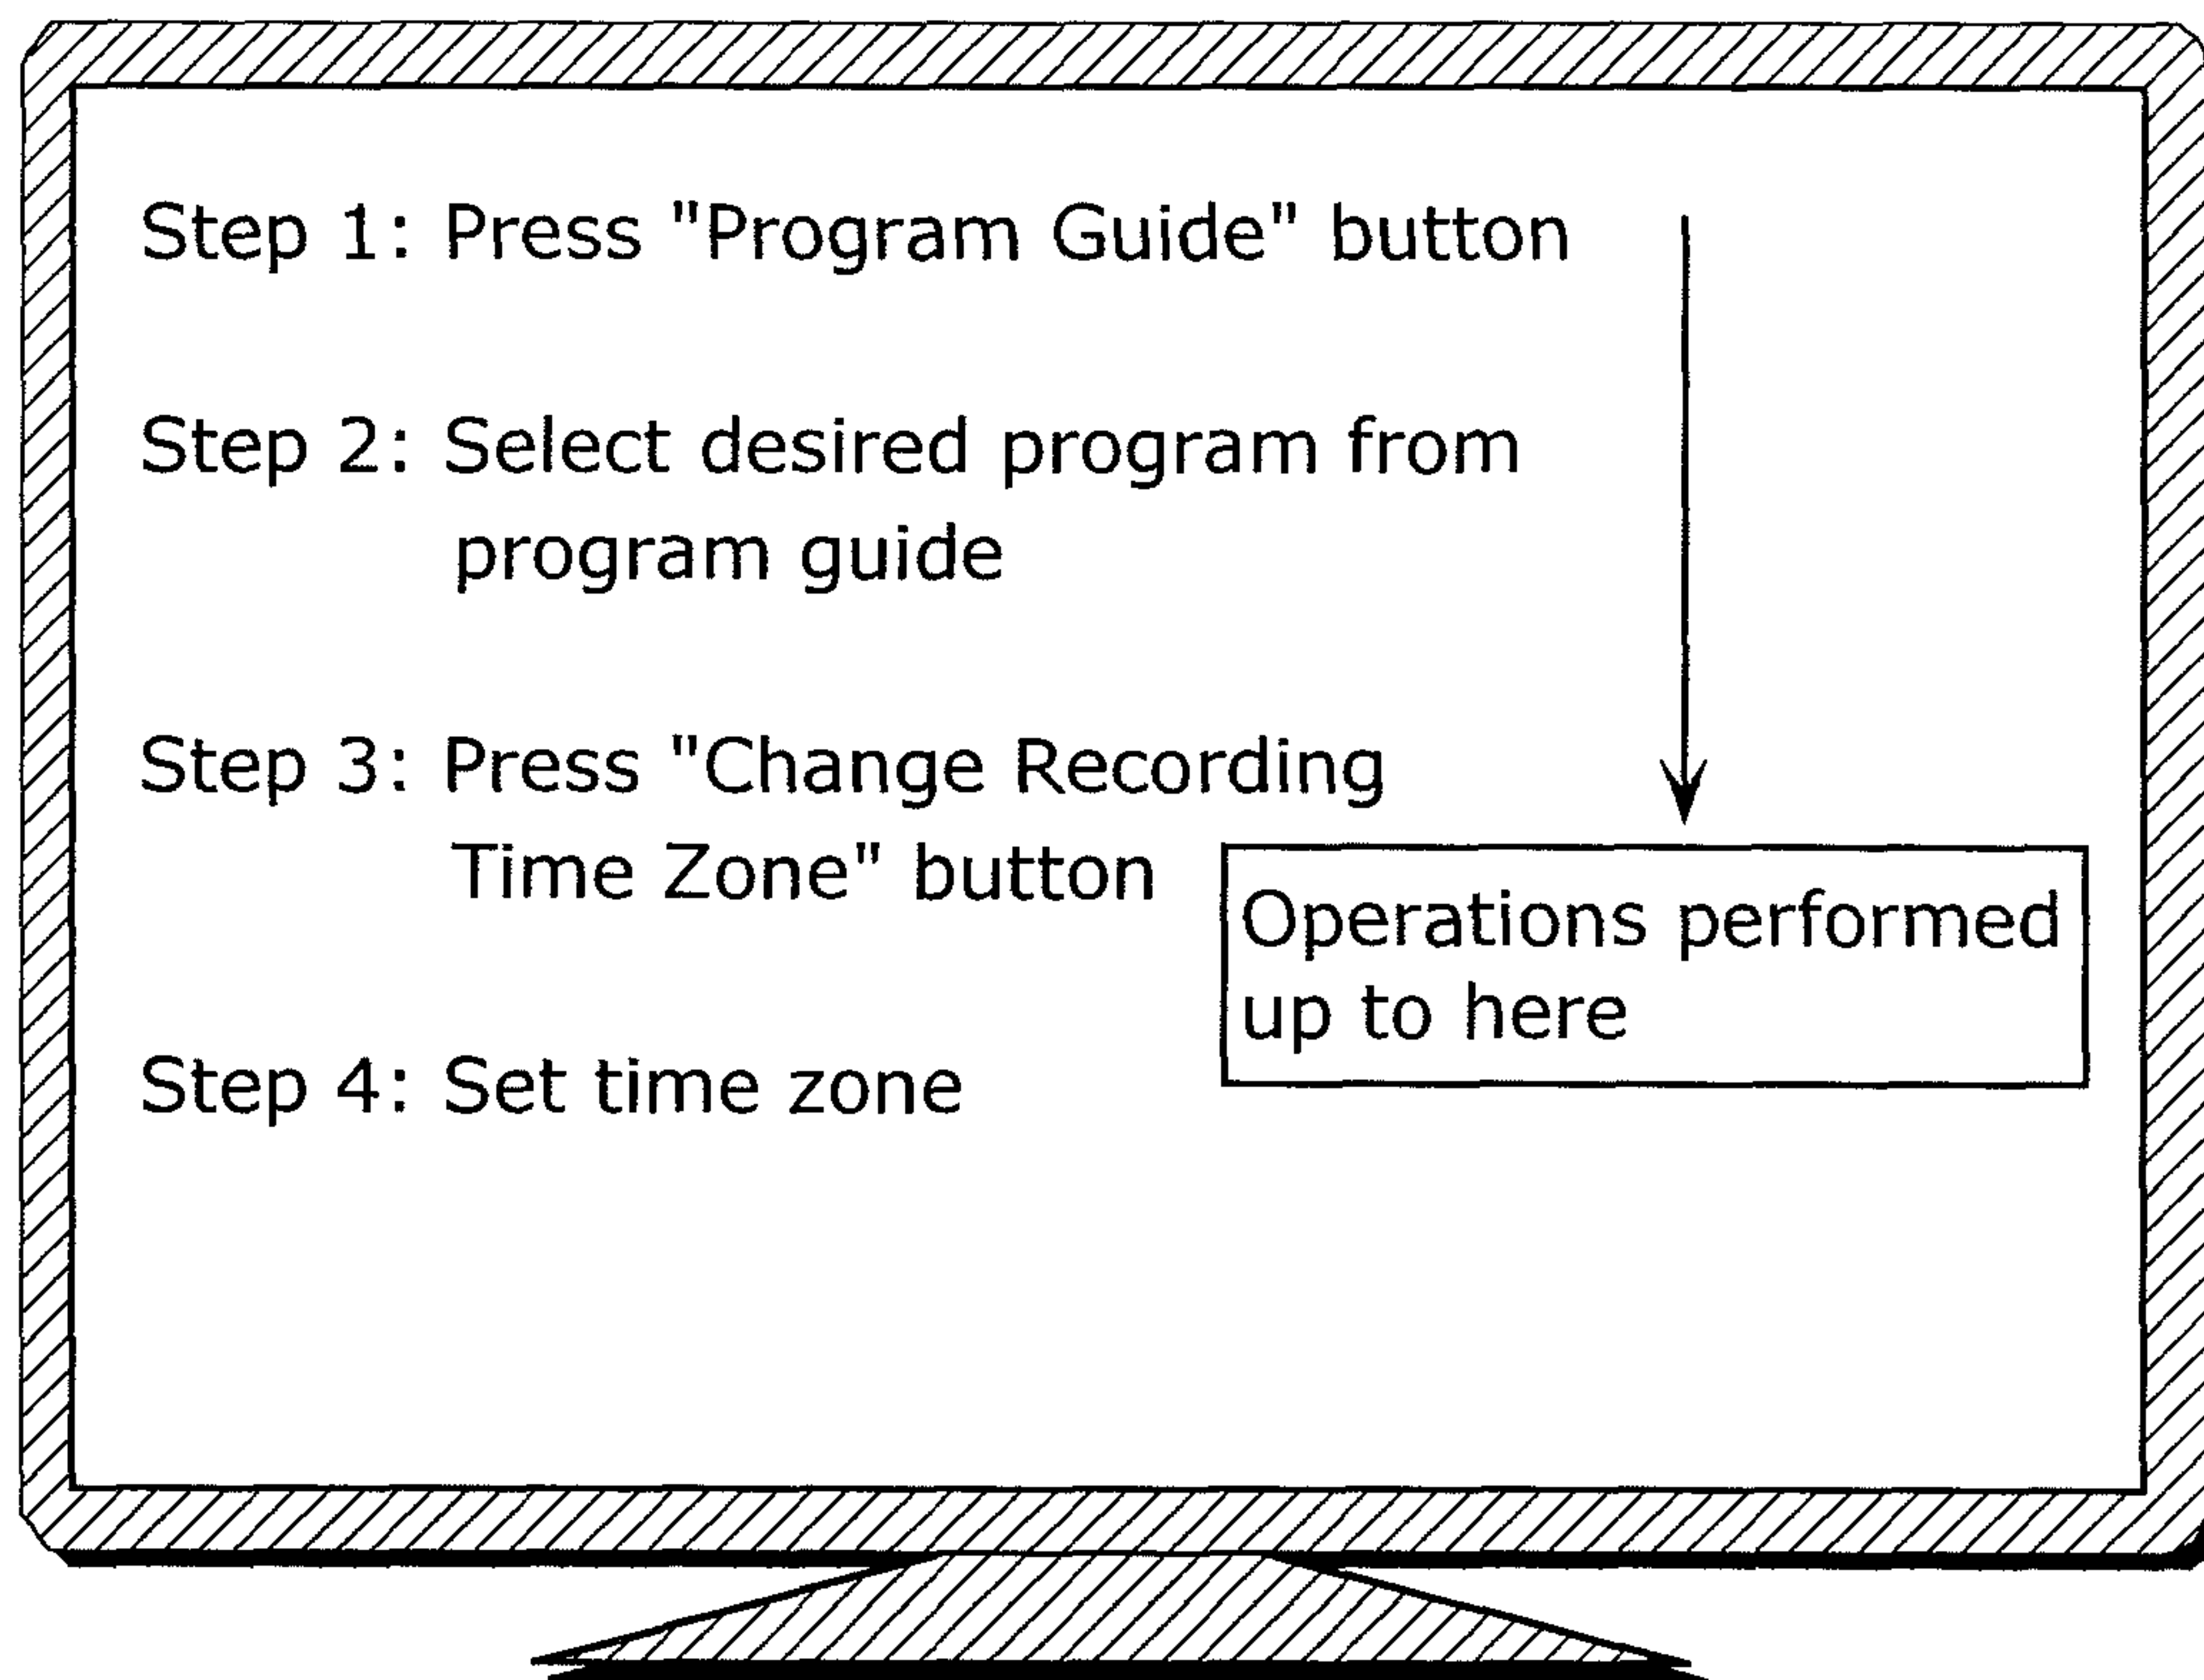 Step 1: Press "Program Guide" button
Step 2: Select desired program from
program guide
Step 3: Press "Change Recording
Time Zone" button
Operations performed
up to here
Step 4: Set time zone